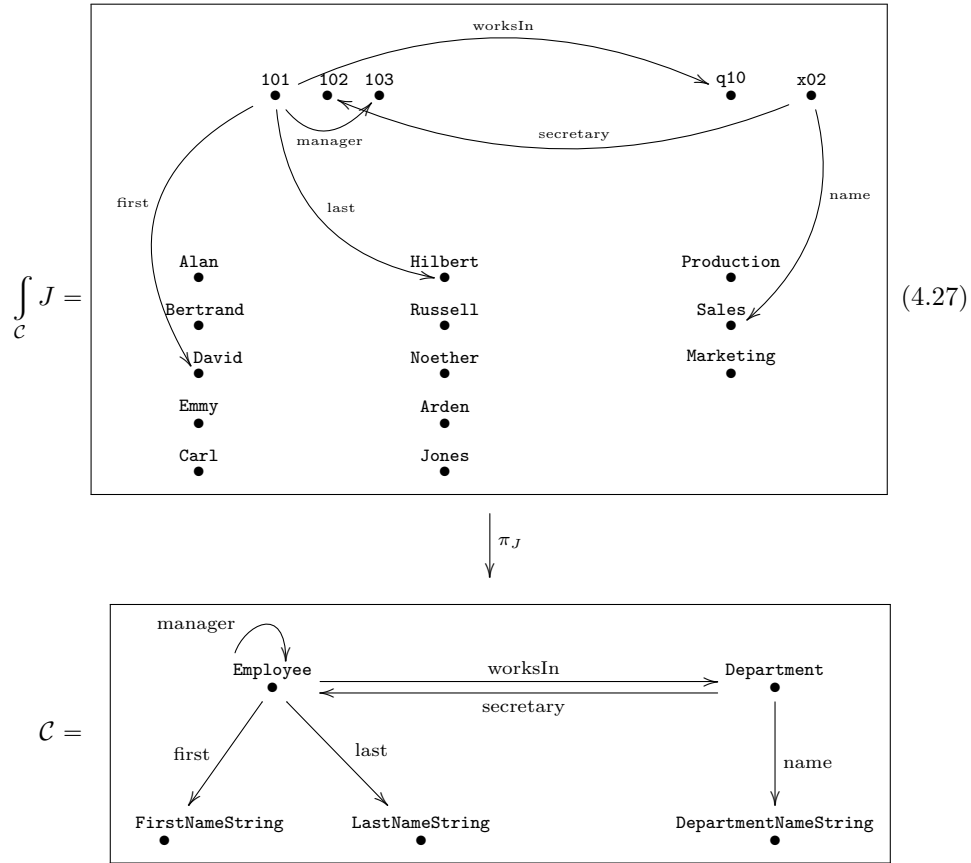 worksIn
101 102 103 q10 x02
secretary
manager
first
last
name
Alan Hilbert Production
∫ J = (4.27)
C
Bertrand Russell Sales
David Noether Marketing
Emmy Arden
Carl Jones
π_J
manager
Employee worksIn Department
secretary
C =
first last name
FirstNameString LastNameString DepartmentNameString